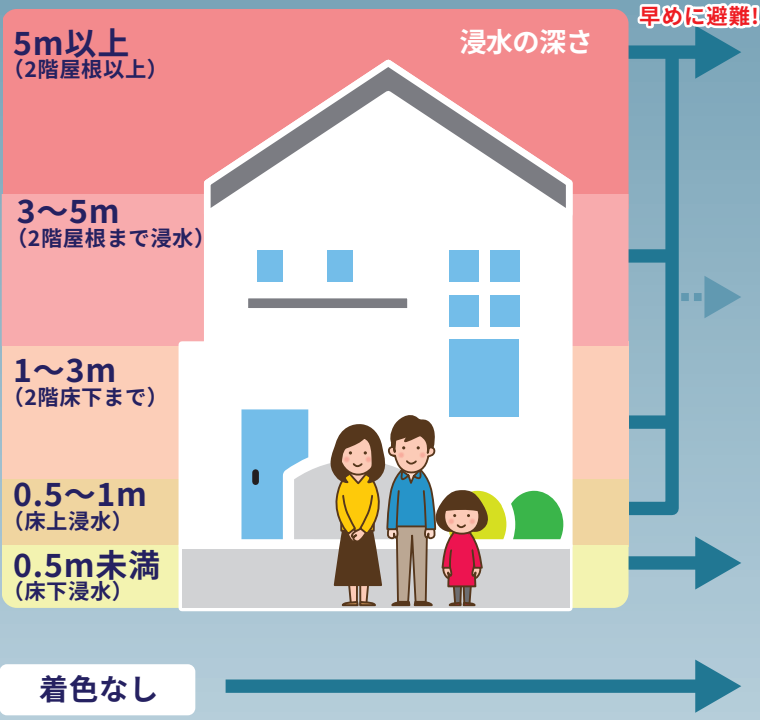 早めに避難!
5m以上
（2階屋根以上）
浸水の深さ
3〜5m
（2階屋根まで浸水）
1〜3m
（2階床下まで）
0.5〜1m
（床上浸水）
0.5m未満
（床下浸水）
着色なし